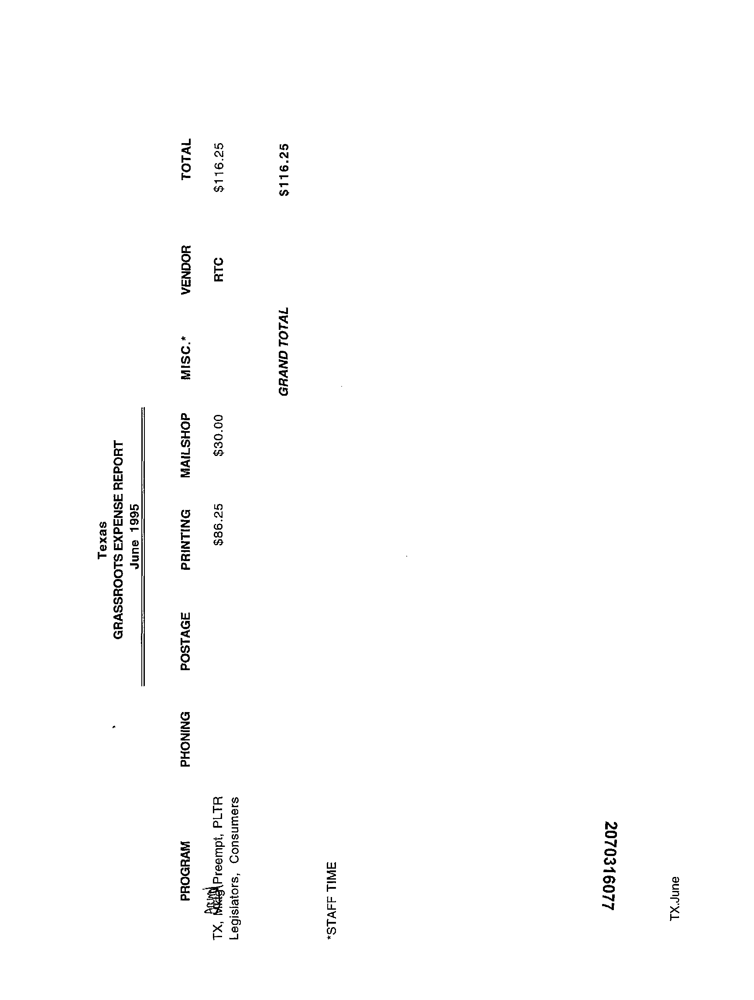 Texas
GRASSROOTS EXPENSE REPORT
June 1995
PROGRAM PHONING POSTAGE PRINTING MAILSHOP MISC.* VENDOR TOTAL
TX, Preempt, PLTR $86.25 $30.00 RTC $116.25
Legislators, Consumers
GRAND TOTAL $116.25
*STAFF TIME
2070316077
TX.June